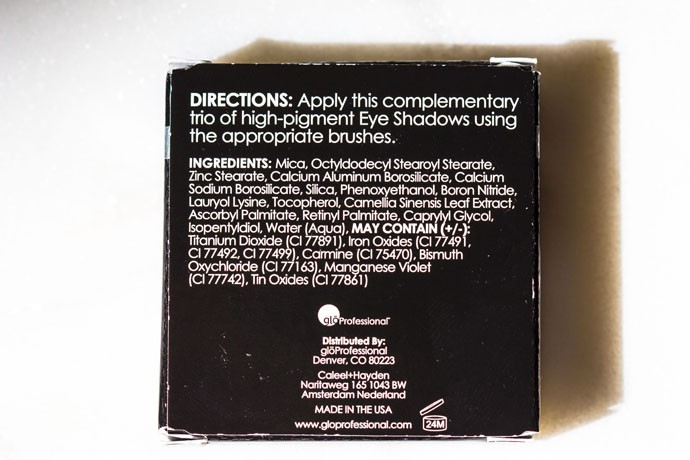 DIRECTIONS: Apply this complementary
trio of high-pigment Eye Shadows using
the appropriate brushes.
INGREDIENTS: Mica, Octyldodecyl Stearoyl Stearate,
Zinc Stearate, Calcium Aluminum Borosilicate, Calcium
Sodium Borosilicate, Silica, Phenoxyethanol, Boron Nitride,
Lauryol Lysine, Tocopherol, Camellia Sinensis Leaf Extract,
Ascorbyl Palmitate, Retinyl Palmitate, Caprylyl Glycol,
Isopentyldiol, Water (Aqua), MAY CONTAIN (+/-):
Titanium Dioxide (CI 77891), Iron Oxides (CI 77491,
CI 77492, CI 77499), Carmine (CI 75470), Bismuth
Oxychloride (CI 77163), Manganese Violet
(CI 77742), Tin Oxides (CI 77861)
glōProfessional™
Distributed By:
glōProfessional
Denver, CO 80223
Caleel+Hayden
Naritaweg 165 1043 BW
Amsterdam Nederland
MADE IN THE USA
www.gloprofessional.com
24M